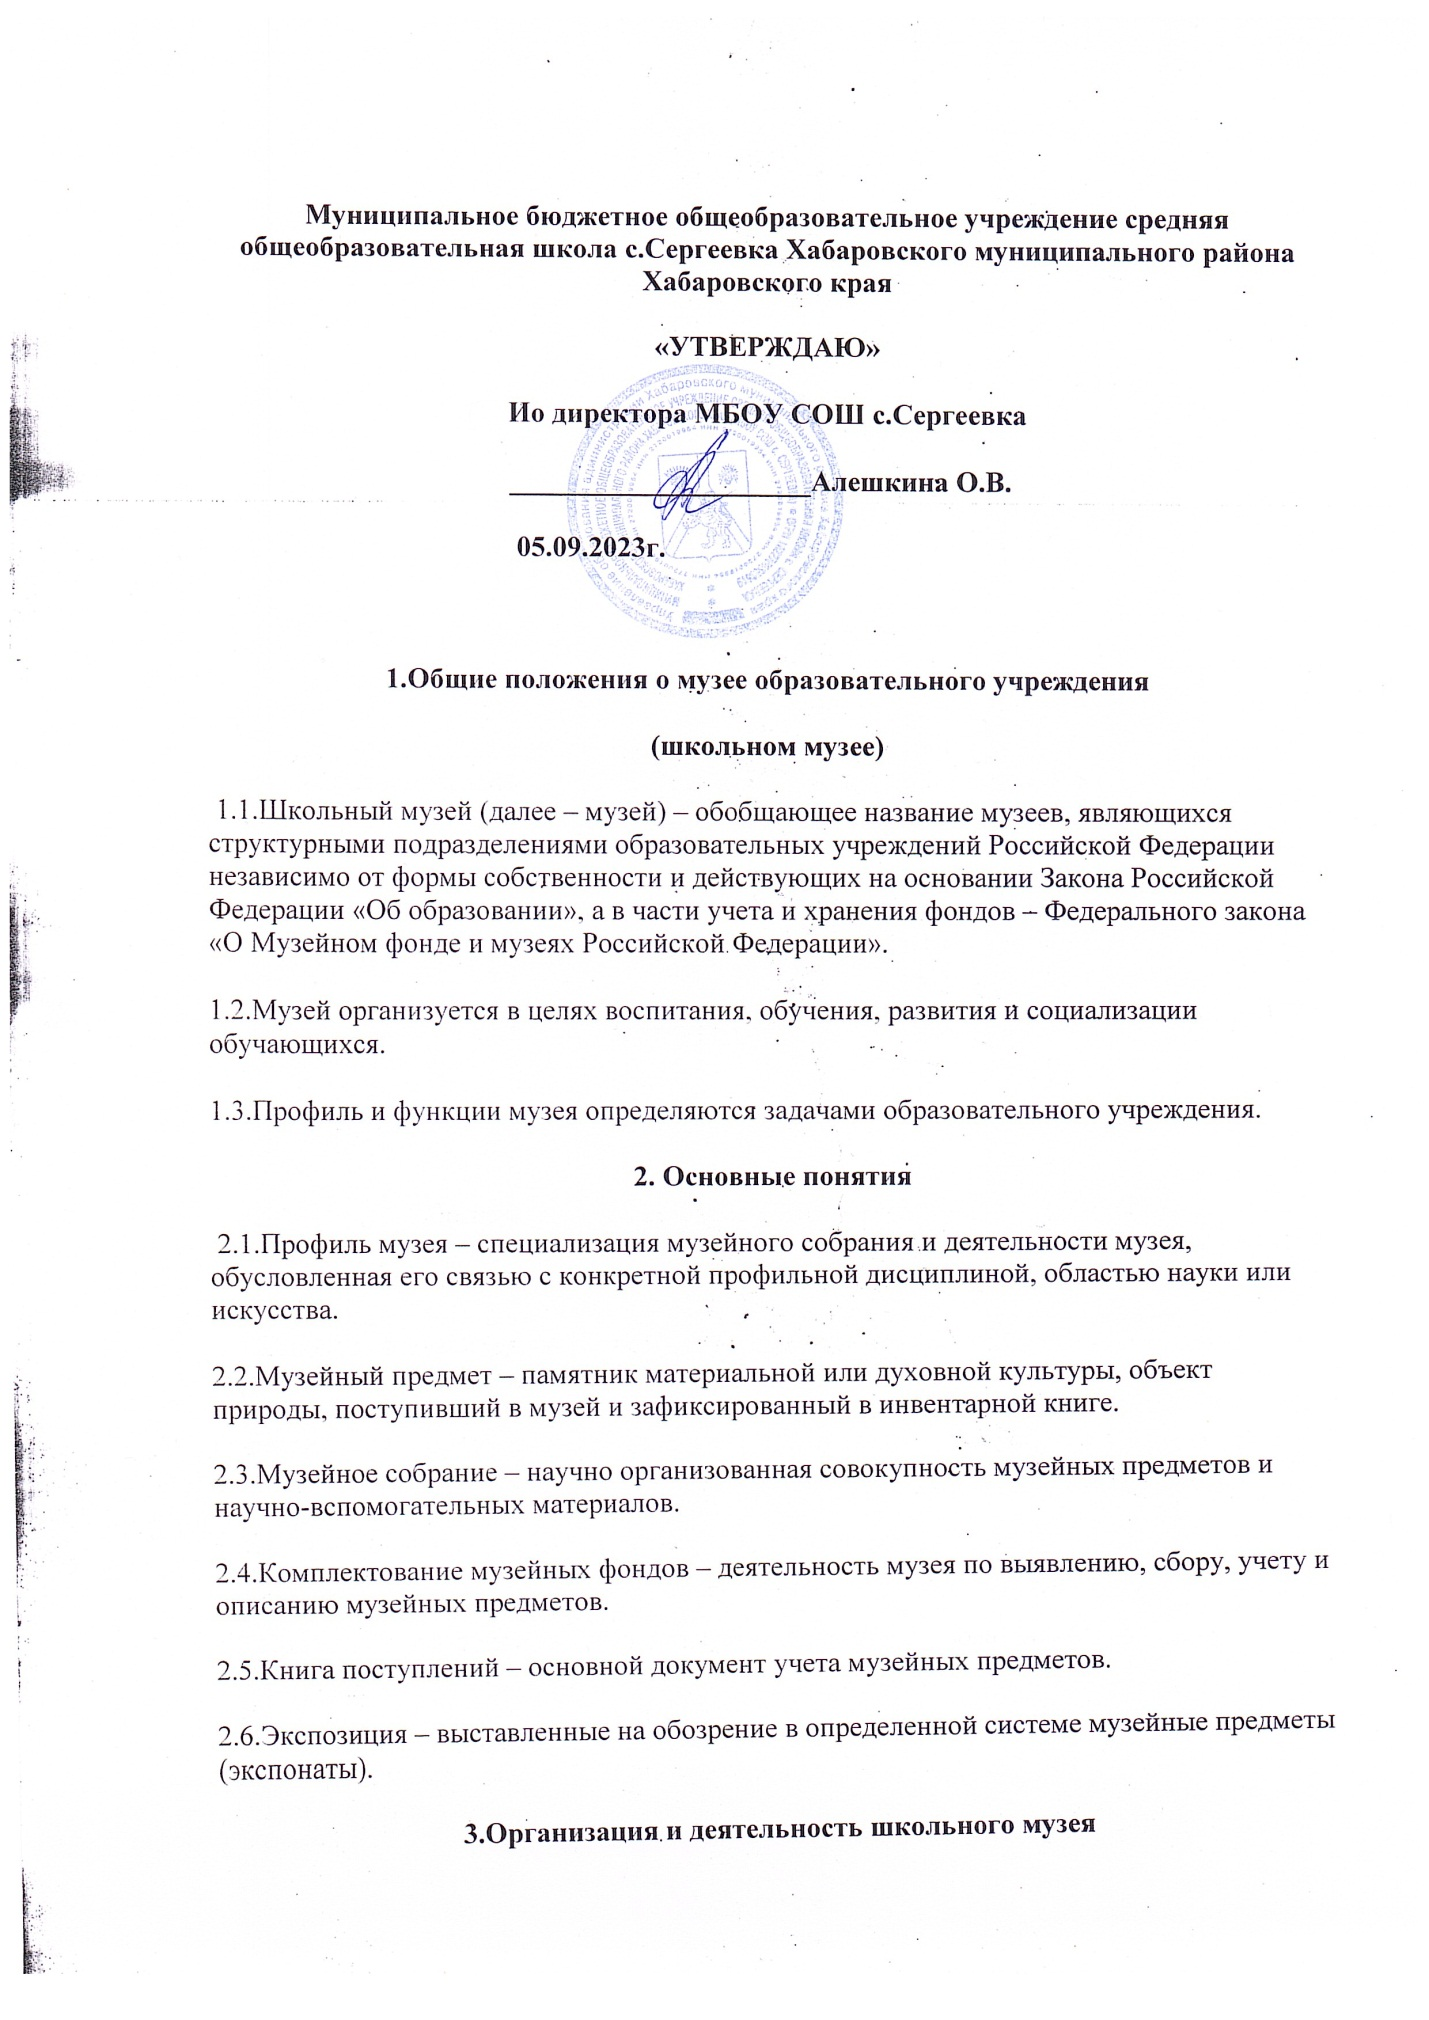 Муниципальное бюджетное общеобразовательное учреждение средняя
общеобразовательная школа с.Сергеевка Хабаровского муниципального района
Хабаровского края
«УТВЕРЖДАЮ»
Ио директора МБОУ СОШ с.Сергеевка
Алешкина О.В.
05.09.2023г.
1.Общие положения о музее образовательного учреждения
(школьном музее)
1.1.Школьный музей (далее – музей) – обобщающее название музеев, являющихся
структурными подразделениями образовательных учреждений Российской Федерации
независимо от формы собственности и действующих на основании Закона Российской
Федерации «Об образовании», а в части учета и хранения фондов – Федерального закона
«О Музейном фонде и музеях Российской Федерации».
1.2.Музей организуется в целях воспитания, обучения, развития и социализации
обучающихся.
1.3.Профиль и функции музея определяются задачами образовательного учреждения.
2. Основные понятия
2.1.Профиль музея – специализация музейного собрания и деятельности музея,
обусловленная его связью с конкретной профильной дисциплиной, областью науки или
искусства.
2.2.Музейный предмет – памятник материальной или духовной культуры, объект
природы, поступивший в музей и зафиксированный в инвентарной книге.
2.3.Музейное собрание – научно организованная совокупность музейных предметов и
научно-вспомогательных материалов.
2.4.Комплектование музейных фондов – деятельность музея по выявлению, сбору, учету и
описанию музейных предметов.
2.5.Книга поступлений – основной документ учета музейных предметов.
2.6.Экспозиция – выставленные на обозрение в определенной системе музейные предметы
(экспонаты).
3.Организация и деятельность школьного музея